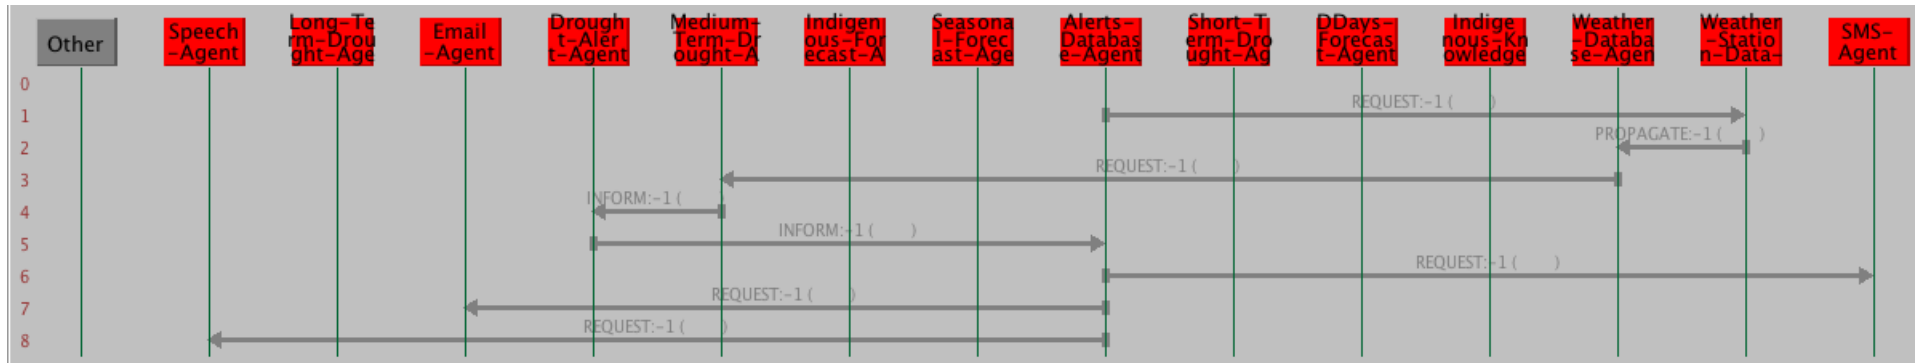 Other
Speech
-Agent
Long-Te
rm-Drou
ght-Age
Email
-Agent
Drough
t-Aler
t-Agent
Medium-
Term-Dr
ought-A
Indigen
ous-For
ecast-A
Seasona
l-Forec
ast-Age
Alerts-
Databas
e-Agent
Short-T
erm-Dro
ught-Ag
DDays-
Forecas
t-Agent
Indige
nous-Kn
owledge
Weather
-Databa
se-Agen
Weather
-Statio
n-Data-
SMS-
Agent
0
1 REQUEST:-1 ( )
2 PROPAGATE:-1 ( )
3 REQUEST:-1 ( )
4 INFORM:-1 ( )
5 INFORM:-1 ( )
6 REQUEST:-1 ( )
7 REQUEST:-1 ( )
8 REQUEST:-1 ( )